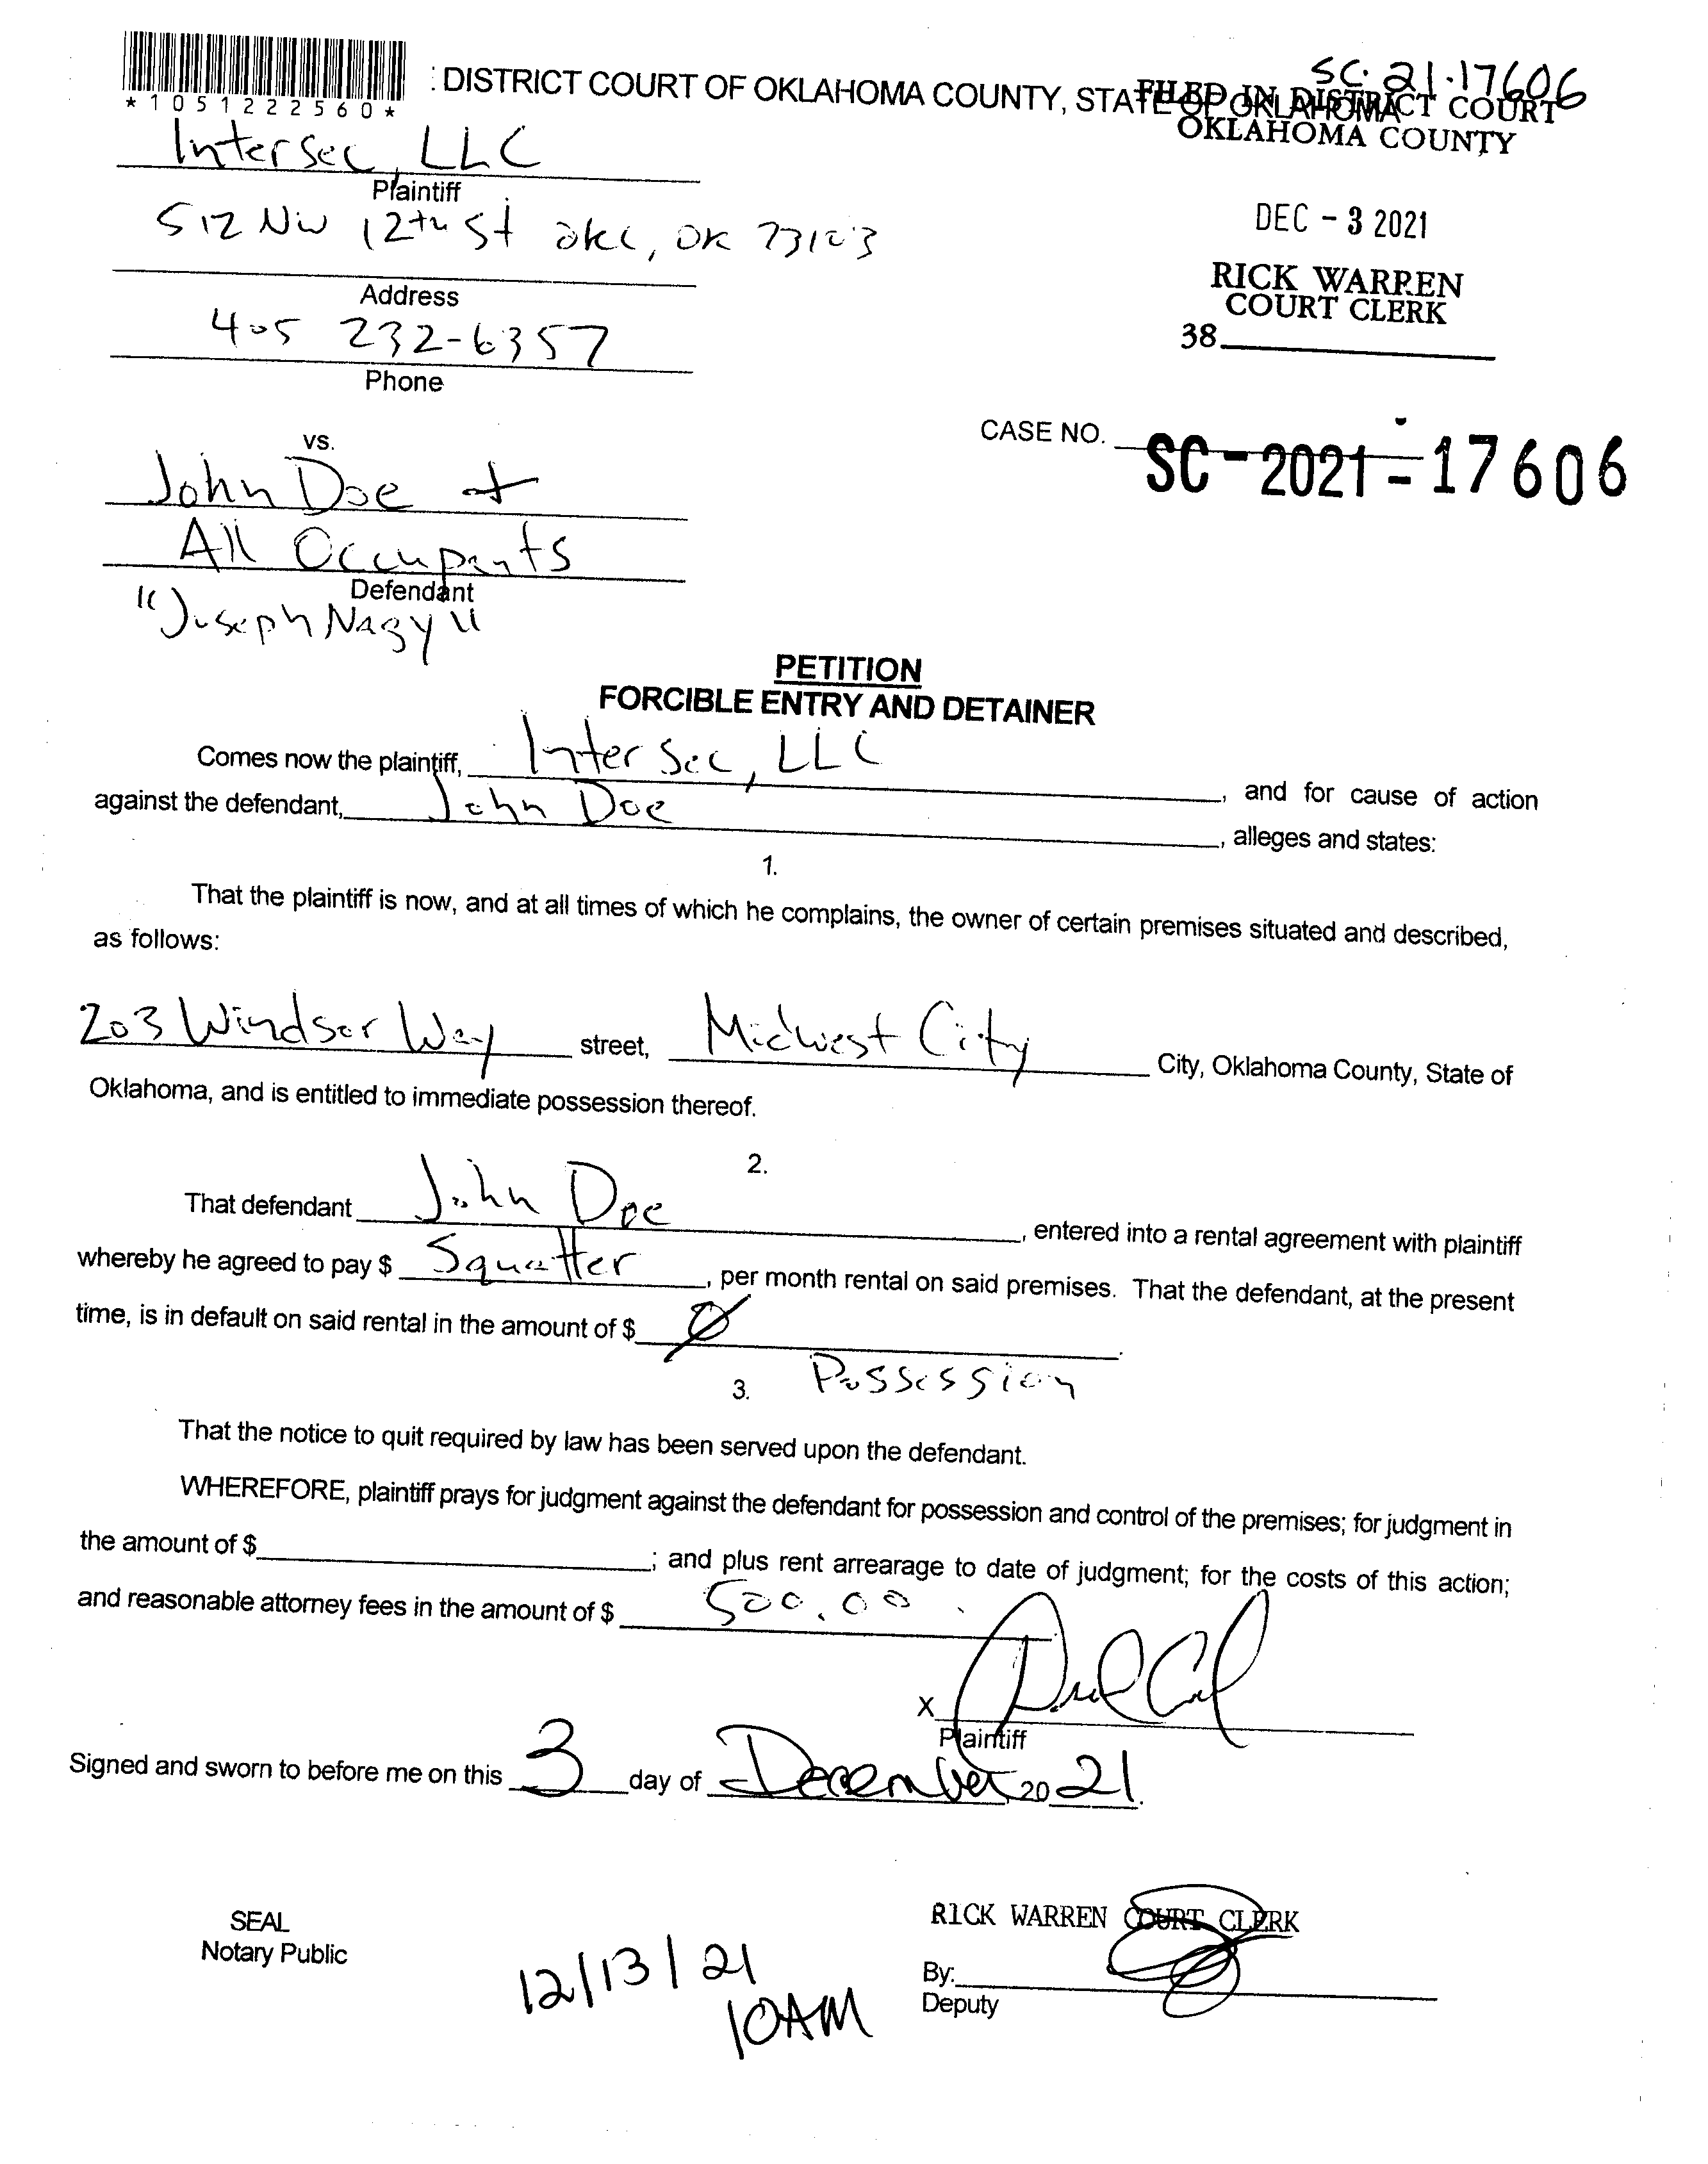 SC-21-17606
: DISTRICT COURT OF OKLAHOMA COUNTY, STATE OF OKLAHOMA
FILED IN DISTRICT COURT
OKLAHOMA COUNTY
*1051222560*
Intersec, LLC
Plaintiff
512 NW 12th St OKC, OK 73103
Address
405 232-6357
Phone
DEC - 3 2021
RICK WARREN
COURT CLERK
38
vs.
CASE NO. SC-2021-17606
John Doe +
All Occupants
Defendant
"Joseph Nagy"
PETITION
FORCIBLE ENTRY AND DETAINER
Comes now the plaintiff, Intersec, LLC, and for cause of action
against the defendant, John Doe, alleges and states:
1.
That the plaintiff is now, and at all times of which he complains, the owner of certain premises situated and described,
as follows:
203 Windsor Way street, Midwest City City, Oklahoma County, State of
Oklahoma, and is entitled to immediate possession thereof.
2.
That defendant John Doe, entered into a rental agreement with plaintiff
whereby he agreed to pay $ Squatter, per month rental on said premises. That the defendant, at the present
time, is in default on said rental in the amount of $ Ø.
3. Possession
That the notice to quit required by law has been served upon the defendant.
WHEREFORE, plaintiff prays for judgment against the defendant for possession and control of the premises; for judgment in
the amount of $; and plus rent arrearage to date of judgment; for the costs of this action;
and reasonable attorney fees in the amount of $ 500.00.
X
Plaintiff
Signed and sworn to before me on this 3 day of December, 20 21.
SEAL
Notary Public
12/13/21
10AM
RICK WARREN COURT CLERK
By:
Deputy